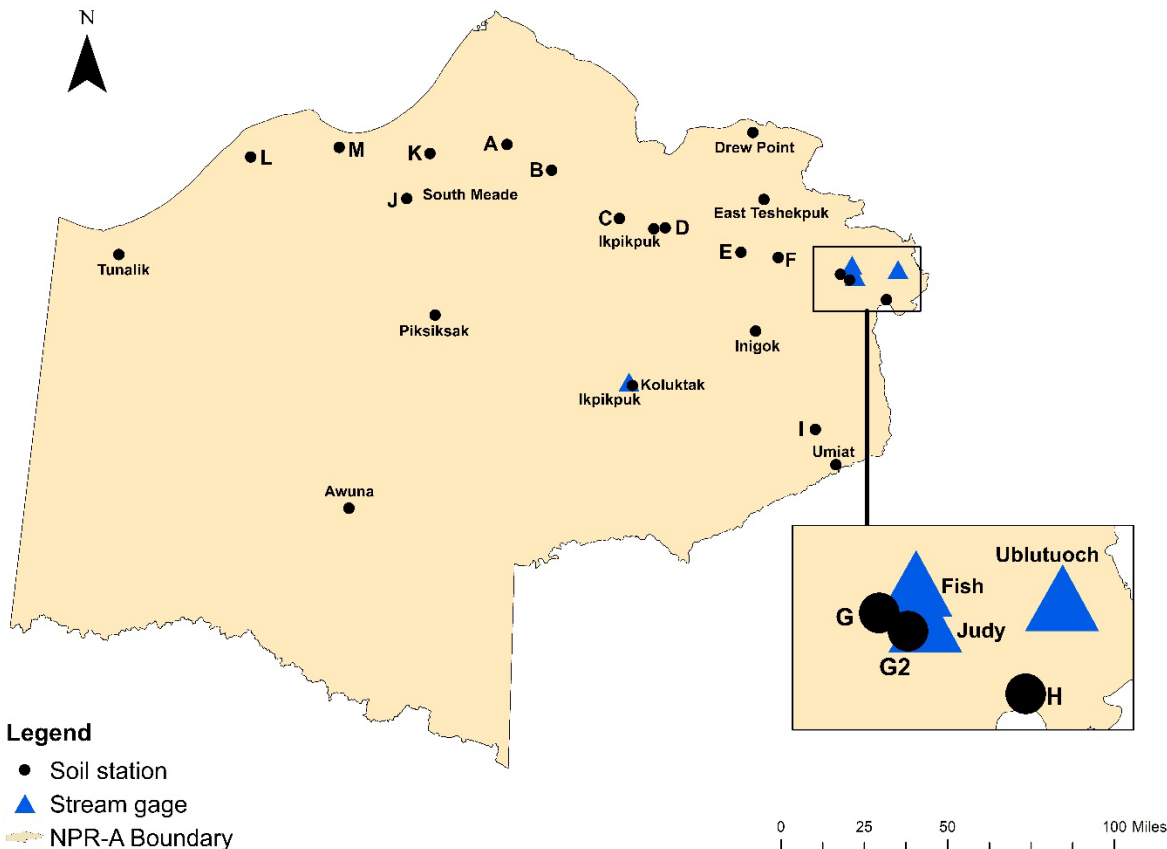 N
Drew Point
A
M
K
L
B
J
South Meade
East Teshekpuk
C
D
Ikpikpuk
E
F
Tunalik
Piksiksak
Inigok
Koluktak
Ikpikpuk
I
Umiat
Awuna
Ublutuoch
Fish
G
Judy
G2
H
Legend
Soil station
Stream gage
NPR-A Boundary
0 25 50 100 Miles